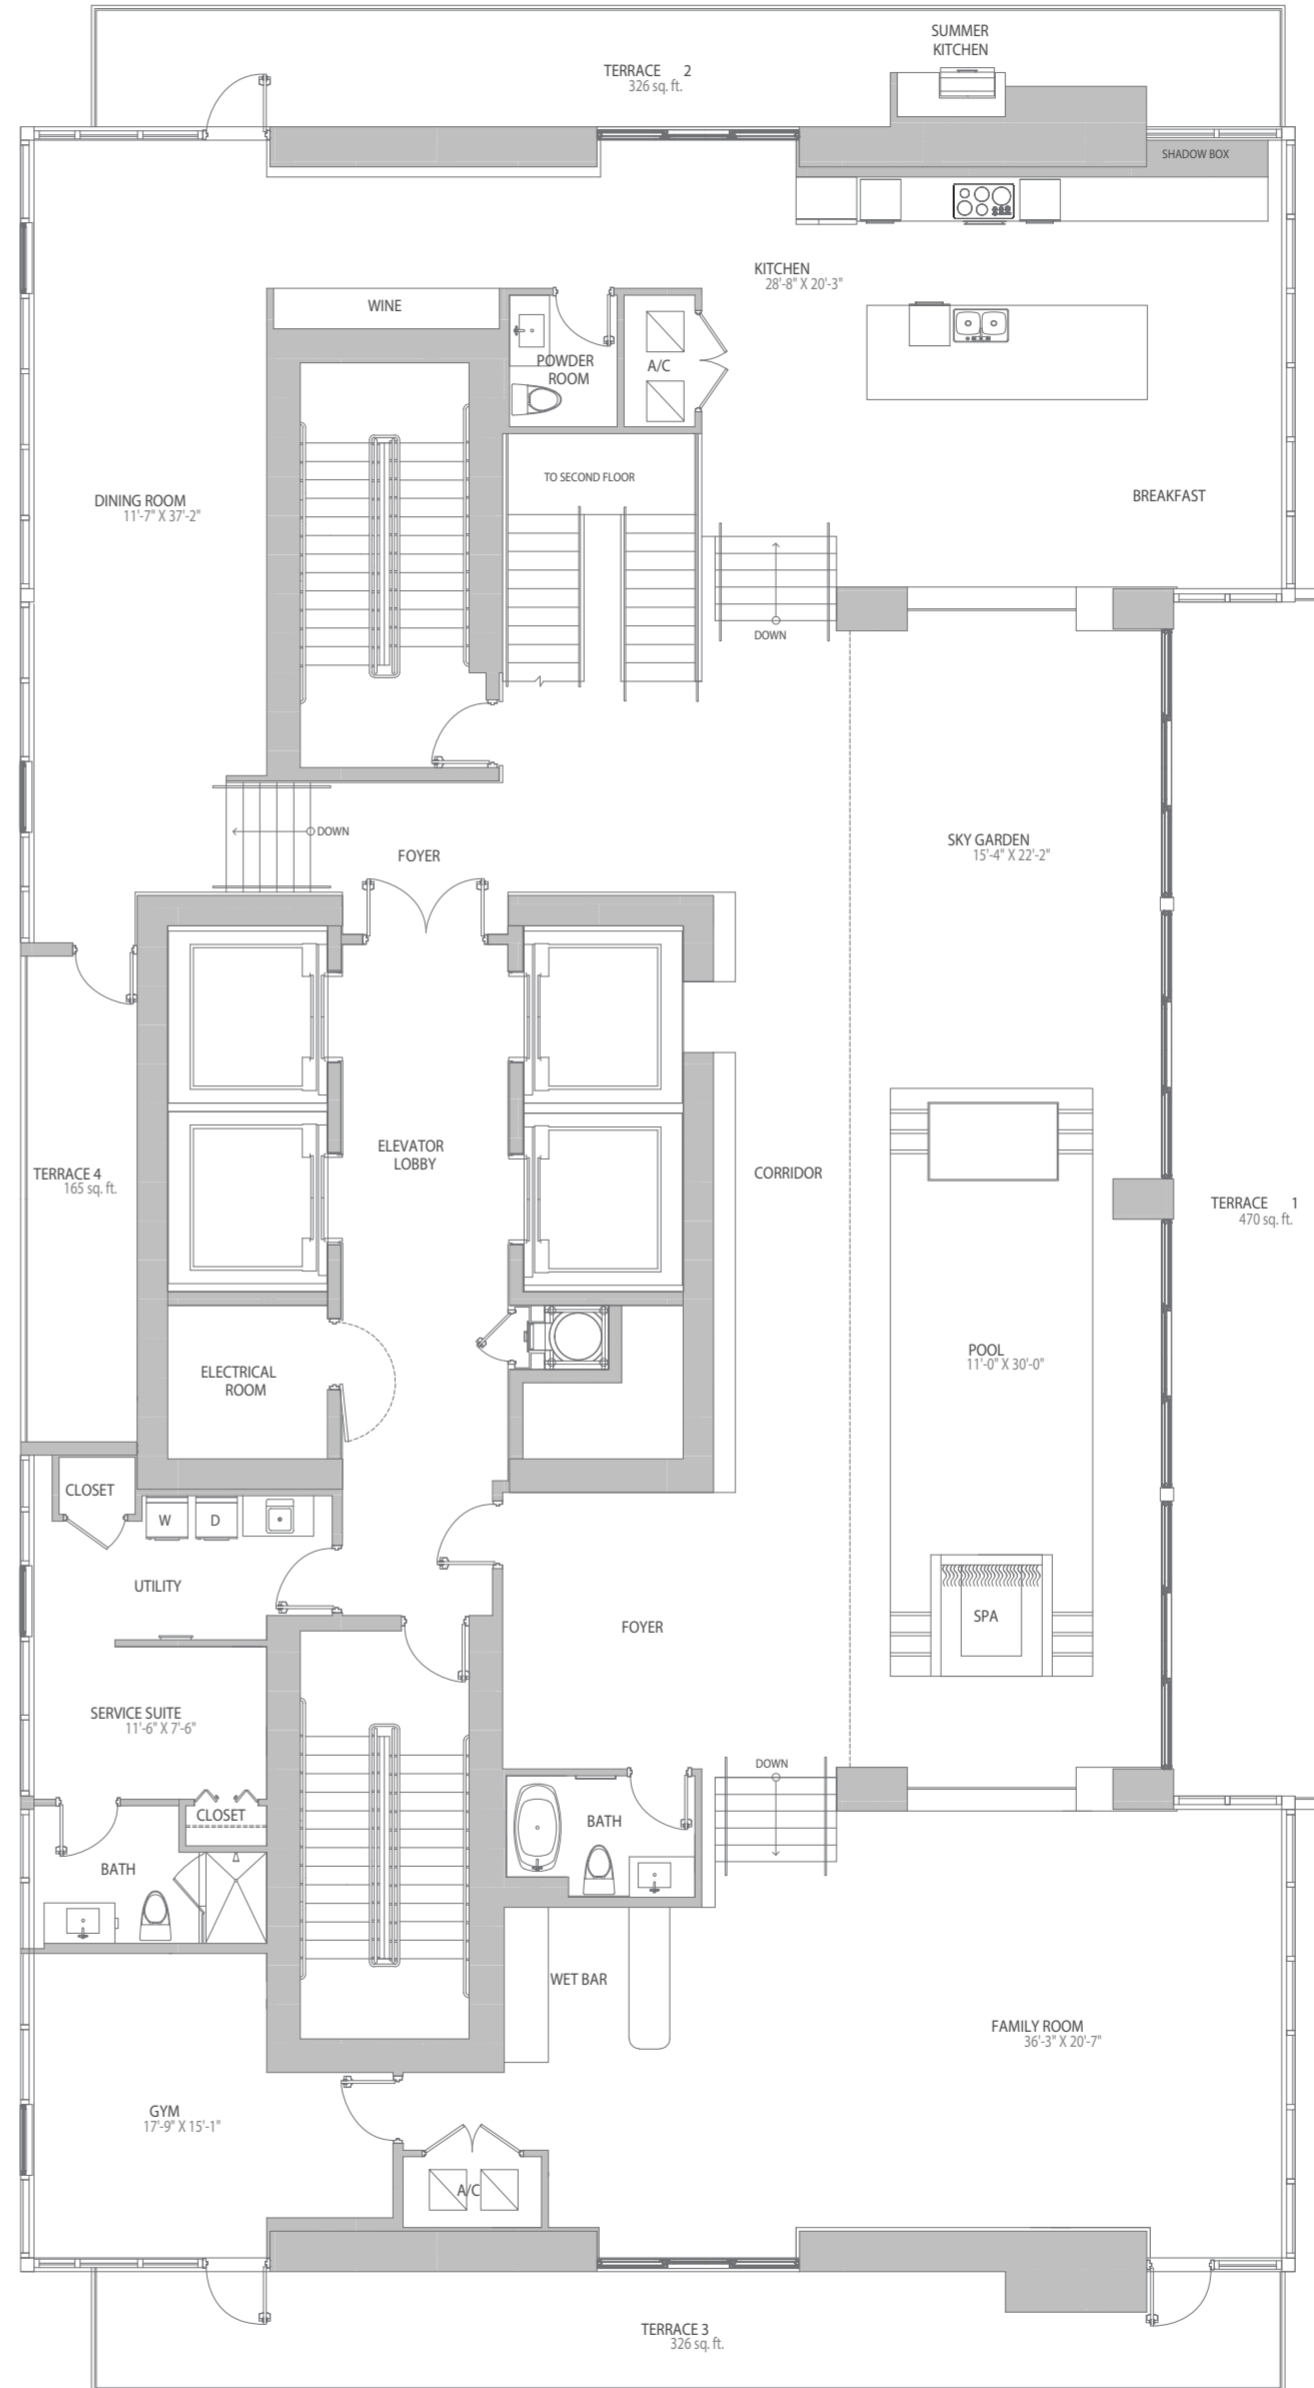 SUMMER
KITCHEN
TERRACE 2
326 sq. ft.
SHADOW BOX
KITCHEN
28'-8" X 20'-3"
WINE
POWDER
ROOM
A/C
TO SECOND FLOOR
BREAKFAST
DINING ROOM
11'-7" X 37'-2"
DOWN
DOWN
FOYER
SKY GARDEN
15'-4" X 22'-2"
ELEVATOR
LOBBY
CORRIDOR
TERRACE 4
165 sq. ft.
TERRACE 1
470 sq. ft.
POOL
11'-0" X 30'-0"
ELECTRICAL
ROOM
CLOSET
W
D
UTILITY
SPA
FOYER
SERVICE SUITE
11'-6" X 7'-6"
DOWN
CLOSET
BATH
BATH
WET BAR
FAMILY ROOM
36'-3" X 20'-7"
GYM
17'-9" X 15'-1"
A/C
TERRACE 3
326 sq. ft.